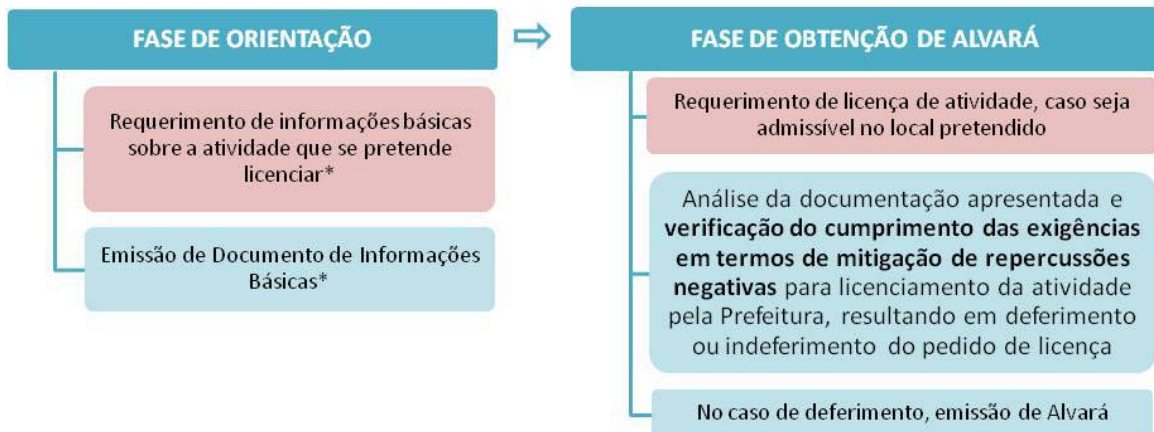 FASE DE ORIENTAÇÃO
Requerimento de informações básicas
sobre a atividade que se pretende
licenciar*
Emissão de Documento de Informações
Básicas*
FASE DE OBTENÇÃO DE ALVARÁ
Requerimento de licença de atividade, caso seja
admissível no local pretendido
Análise da documentação apresentada e
verificação do cumprimento das exigências
em termos de mitigação de repercussões
negativas para licenciamento da atividade
pela Prefeitura, resultando em deferimento
ou indeferimento do pedido de licença
No caso de deferimento, emissão de Alvará